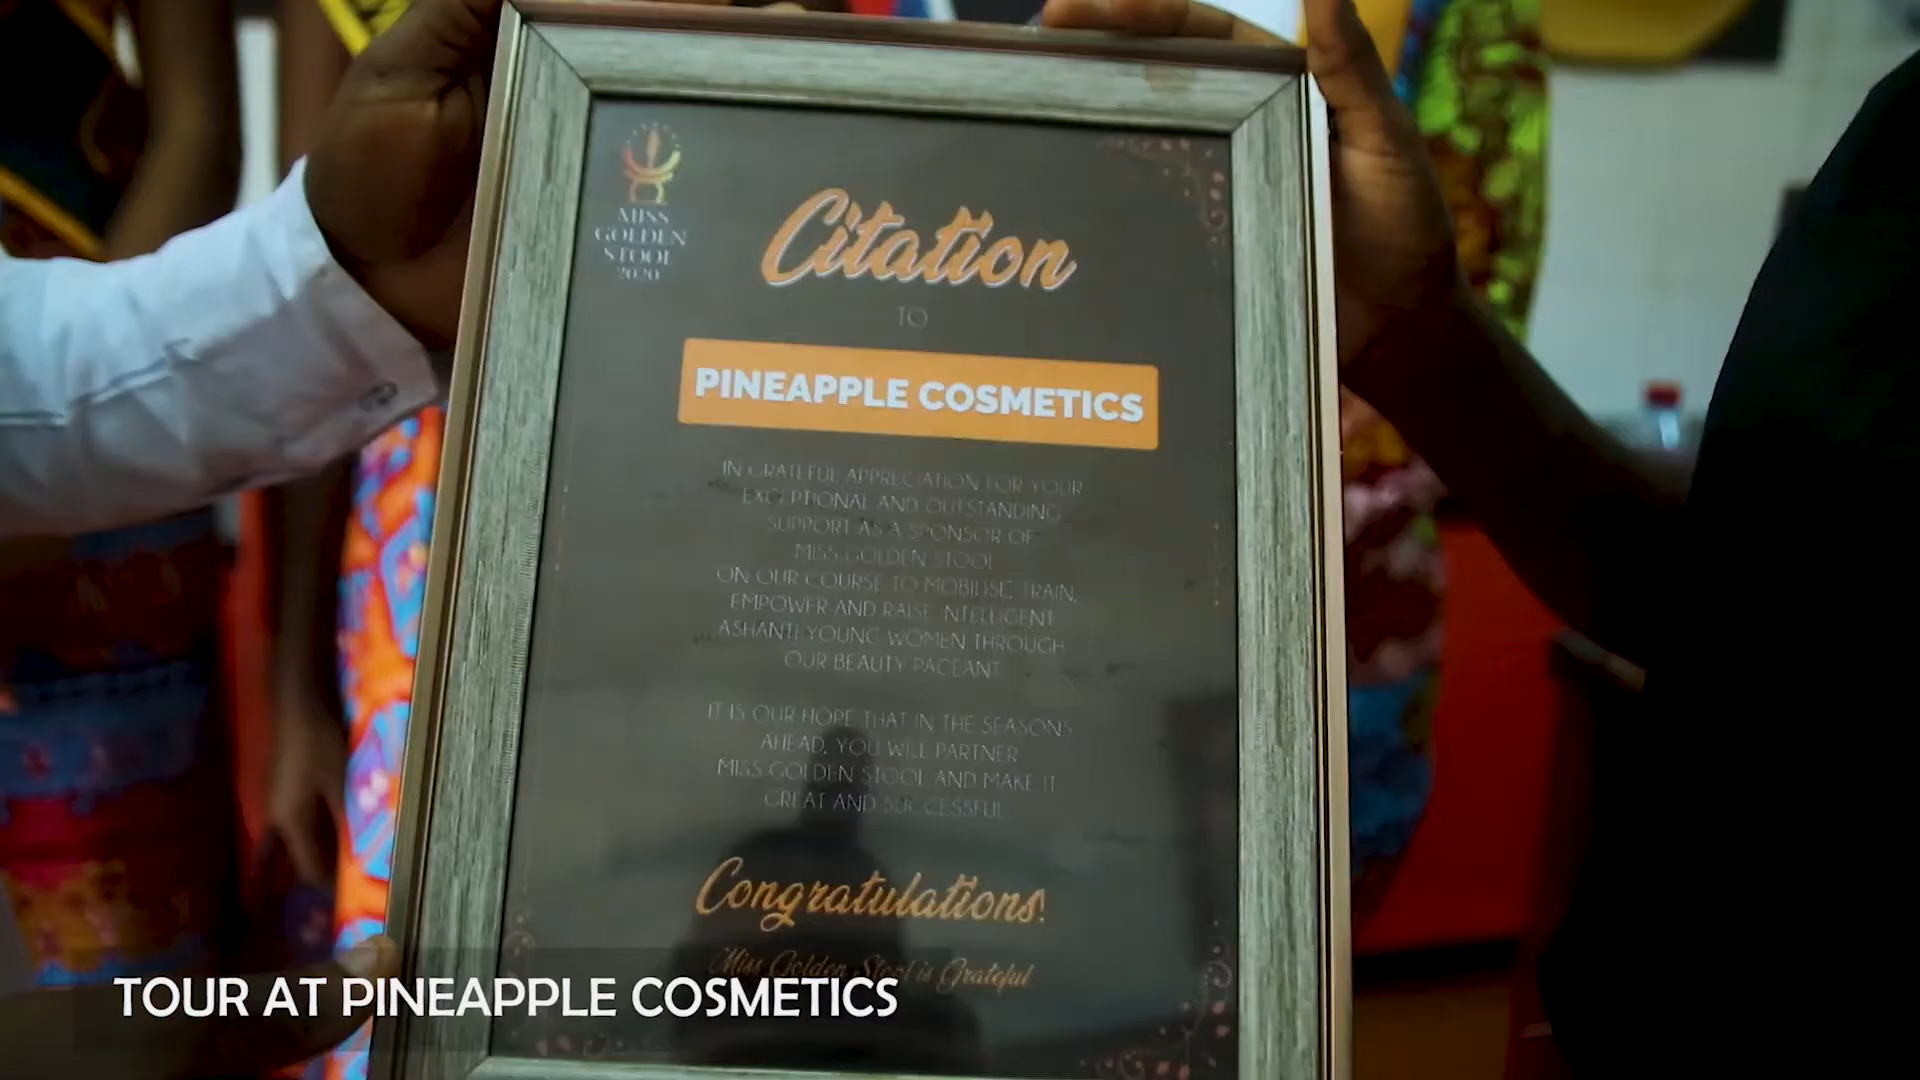 MISS
GOLDEN
STOOL
2020
Citation
TO
PINEAPPLE COSMETICS
IN GRATEFUL APPRECIATION FOR YOUR
EXCEPTIONAL AND OUTSTANDING
SUPPORT AS A SPONSOR OF
MISS GOLDEN STOOL
ON OUR COURSE TO MOBILISE, TRAIN,
EMPOWER AND RAISE INTELLIGENT
ASHANTI YOUNG WOMEN THROUGH
OUR BEAUTY PAGEANT
IT IS OUR HOPE THAT IN THE SEASONS
AHEAD, YOU WILL PARTNER
MISS GOLDEN STOOL AND MAKE IT
GREAT AND SUCCESSFUL
Congratulations!
Miss Golden Stool is Grateful
TOUR AT PINEAPPLE COSMETICS